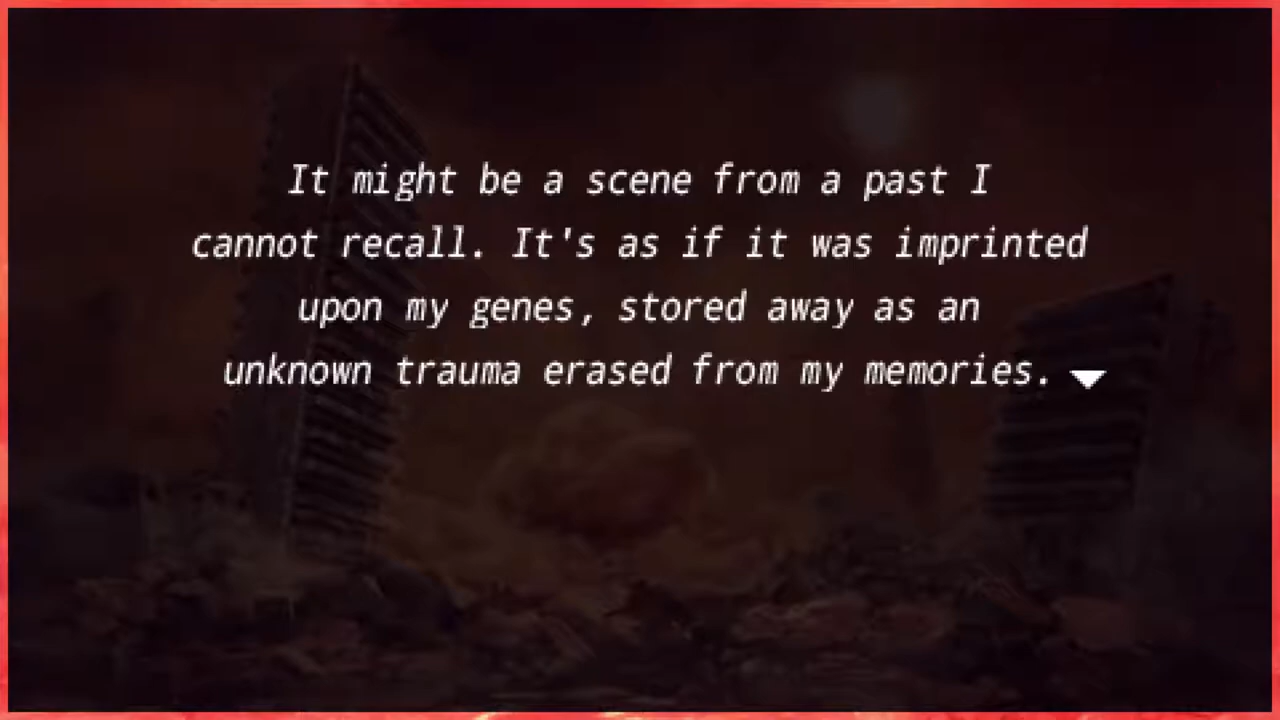 It might be a scene from a past I
cannot recall. It's as if it was imprinted
upon my genes, stored away as an
unknown trauma erased from my memories.